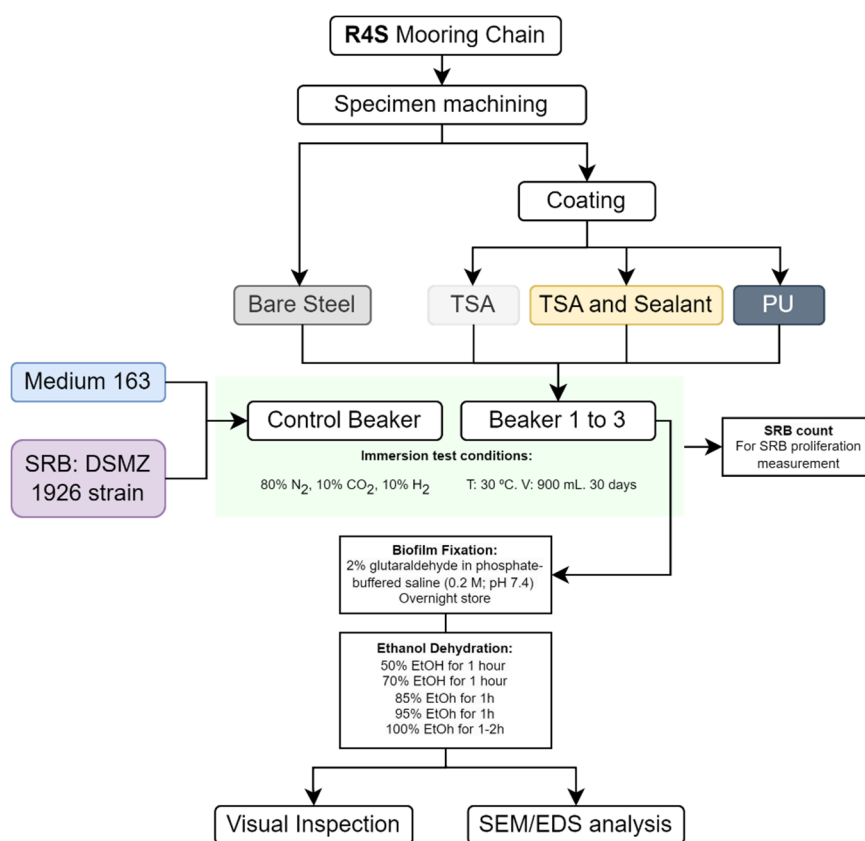 R4S Mooring Chain
Specimen machining
Coating
Bare Steel
TSA
TSA and Sealant
PU
Medium 163
SRB: DSMZ
1926 strain
Control Beaker
Beaker 1 to 3
Immersion test conditions:
80% N2, 10% CO2, 10% H2
T: 30 ºC. V: 900 mL. 30 days
SRB count
For SRB proliferation
measurement
Biofilm Fixation:
2% glutaraldehyde in phosphate-
buffered saline (0.2 M; pH 7.4)
Overnight store
Ethanol Dehydration:
50% EtOH for 1 hour
70% EtOH for 1 hour
85% EtOh for 1h
95% EtOh for 1h
100% EtOh for 1-2h
Visual Inspection
SEM/EDS analysis